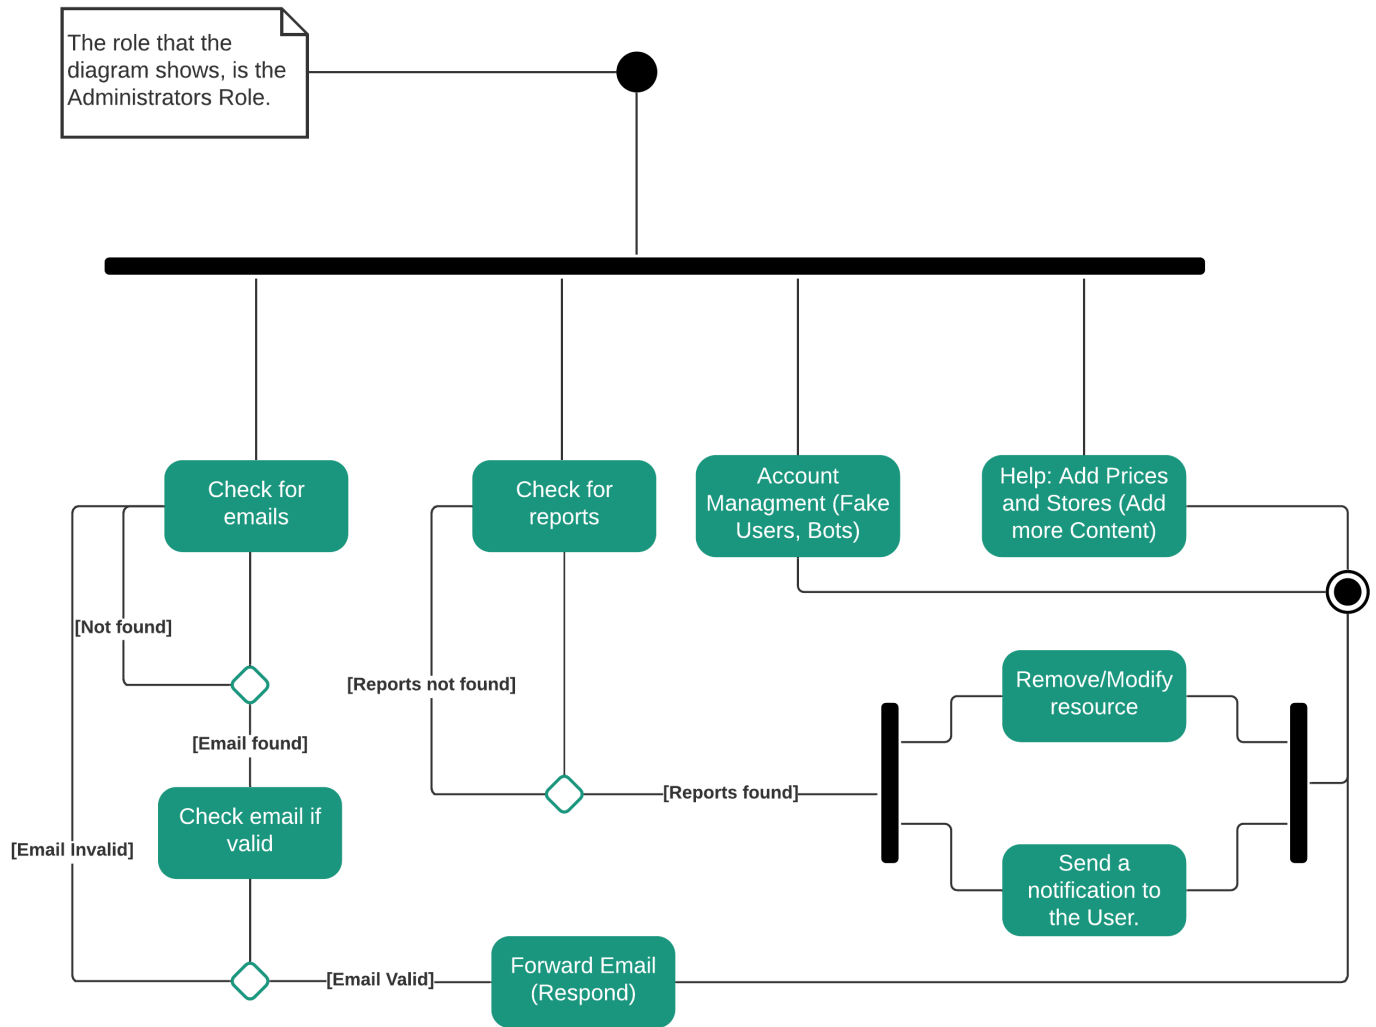 The role that the
diagram shows, is the
Administrators Role.
Check for
emails
Check for
reports
Account
Managment (Fake
Users, Bots)
Help: Add Prices
and Stores (Add
more Content)
[Not found]
[Reports not found]
Remove/Modify
resource
[Email found]
[Reports found]
Check email if
valid
[Email Invalid]
Send a
notification to
the User.
[Email Valid]
Forward Email
(Respond)